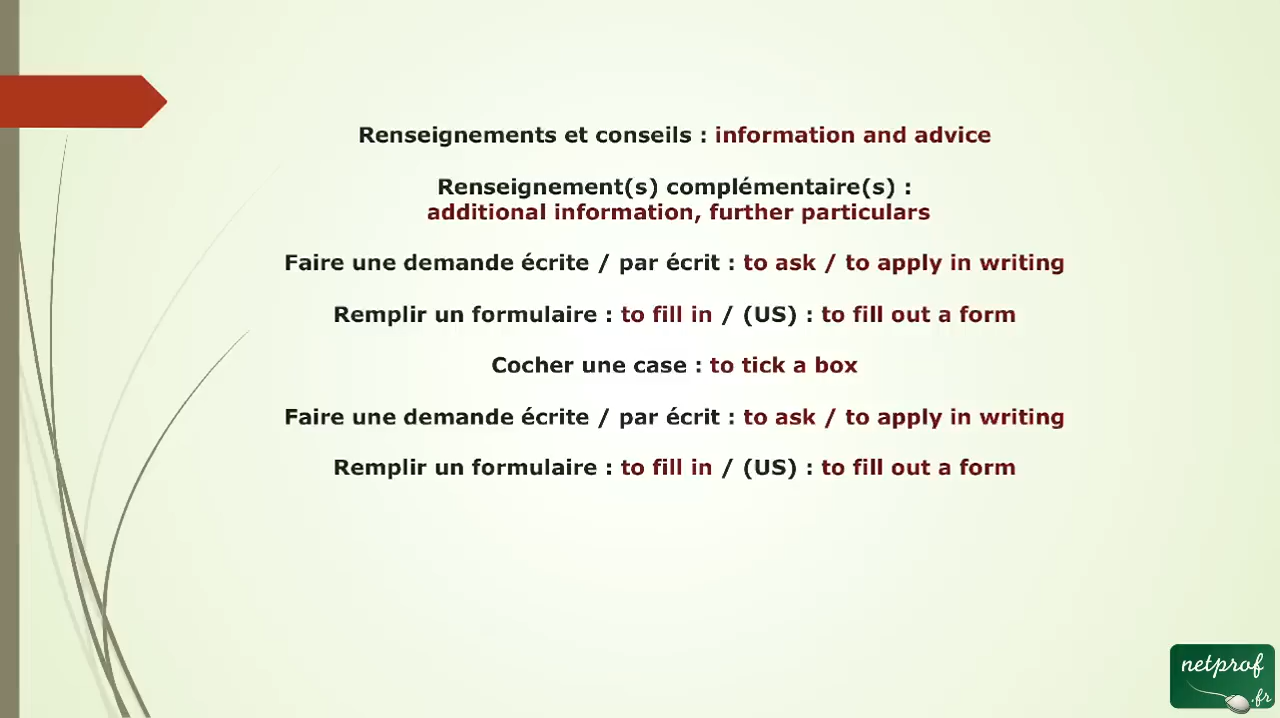 Renseignements et conseils : information and advice
Renseignement(s) complémentaire(s) :
additional information, further particulars
Faire une demande écrite / par écrit : to ask / to apply in writing
Remplir un formulaire : to fill in / (US) : to fill out a form
Cocher une case : to tick a box
Faire une demande écrite / par écrit : to ask / to apply in writing
Remplir un formulaire : to fill in / (US) : to fill out a form
netprof
.fr